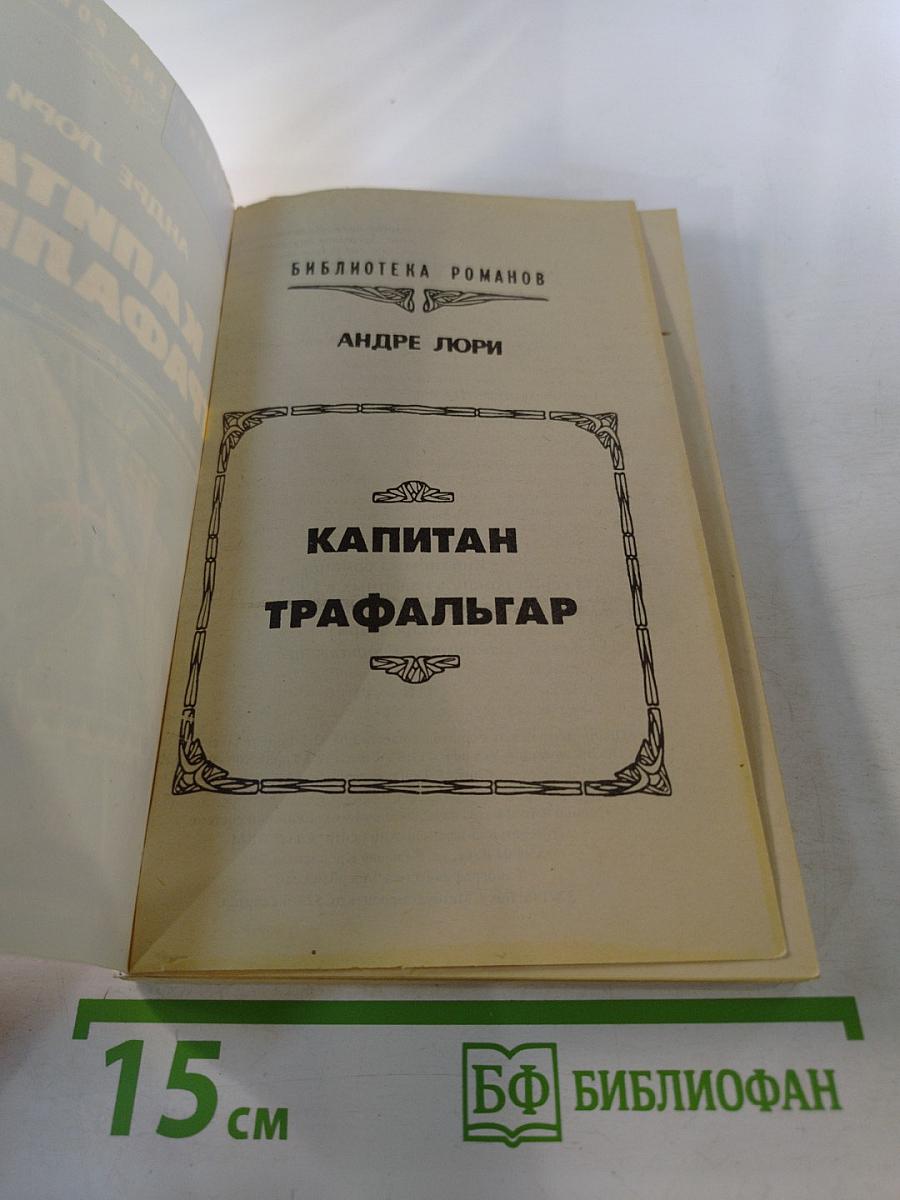 БИБЛИОТЕКА РОМАНОВ
АНДРЕ ЛЮРИ
КАПИТАН
ТРАФАЛЬГАР
15 см
БФ БИБЛИОФАН